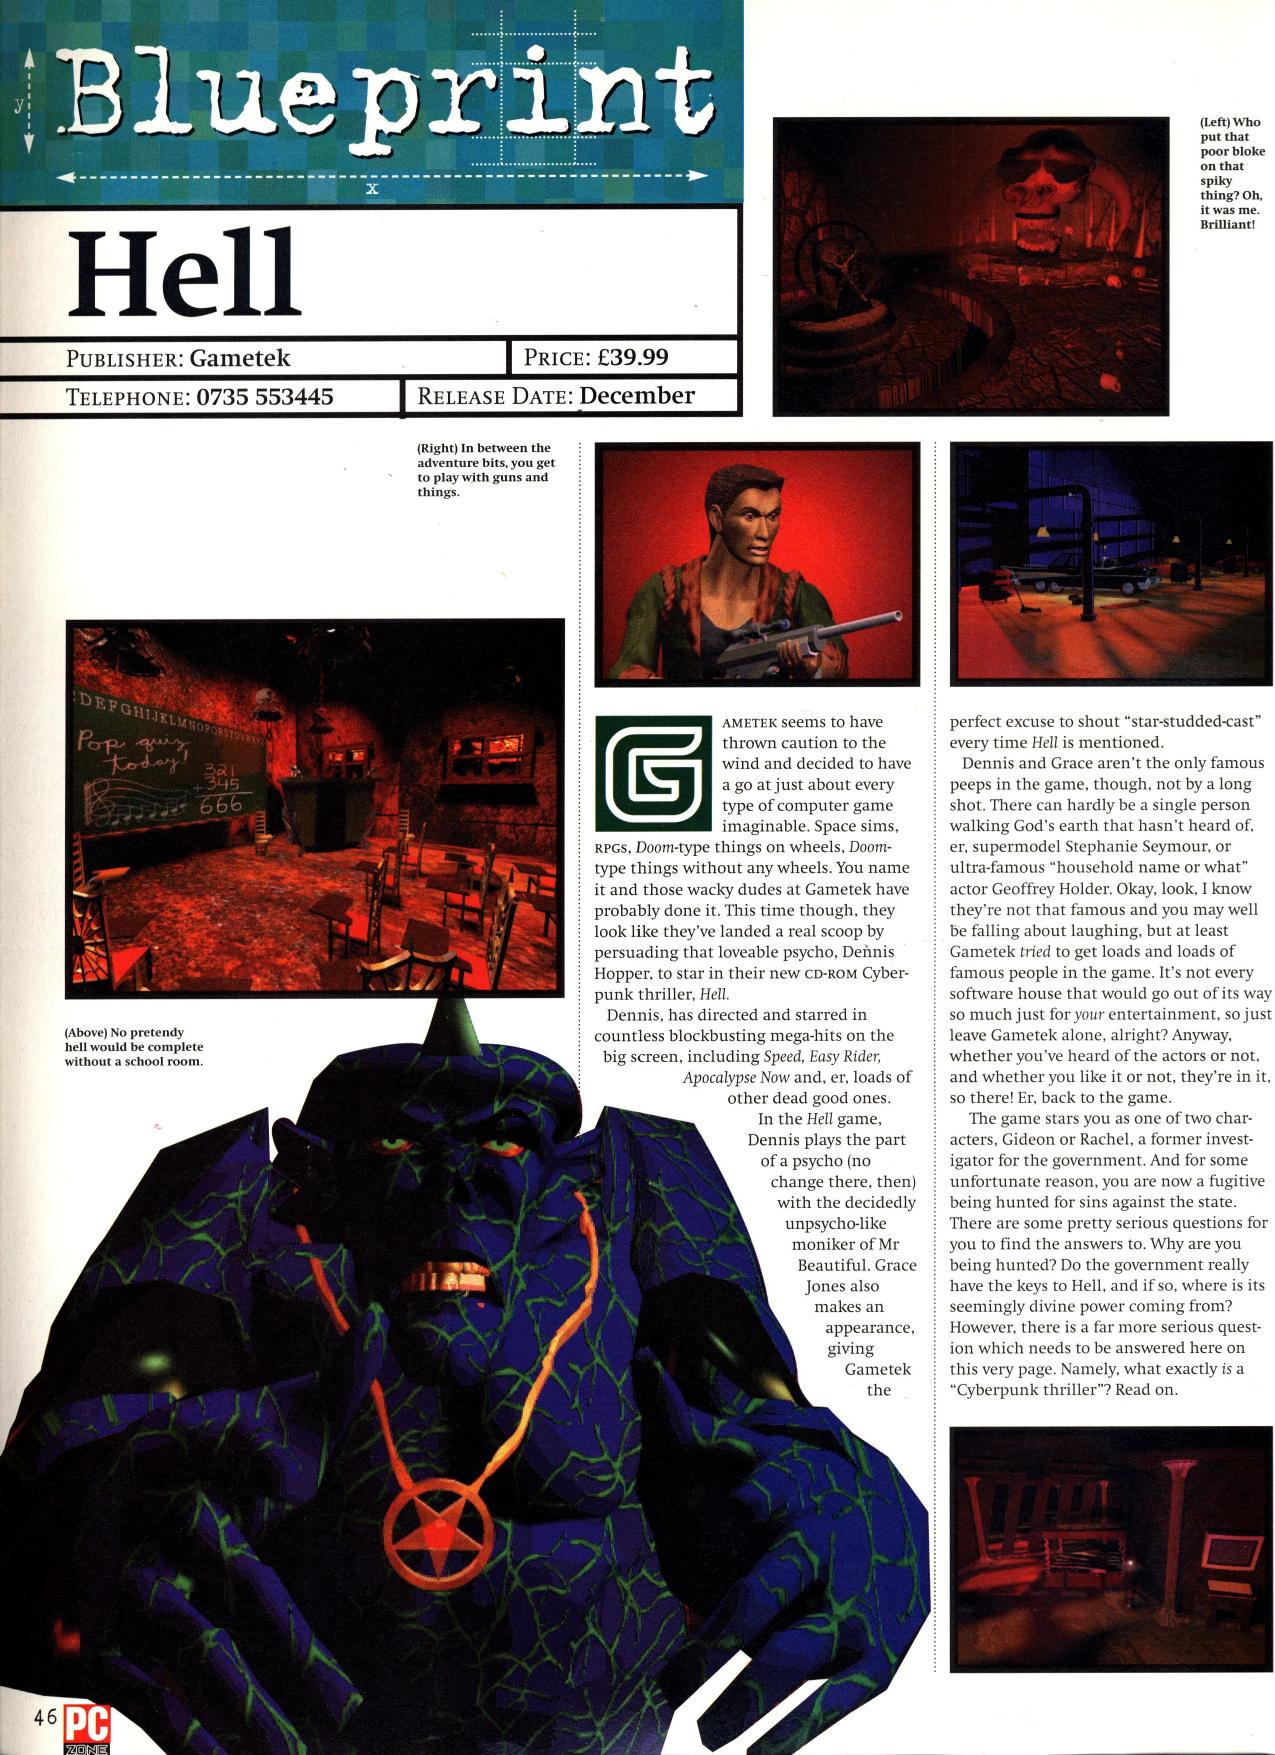 Blueprint
y
x
Hell
PUBLISHER: Gametek
PRICE: £39.99
TELEPHONE: 0735 553445
RELEASE DATE: December
(Left) Who
put that
poor bloke
on that
spiky
thing? Oh,
it was me.
Brilliant!
(Right) In between the
adventure bits, you get
to play with guns and
things.
DEFGHIJKLMNOPQRSTUVWXYZ
Pop quiz
today!
321
+345
666
(Above) No pretendy
hell would be complete
without a school room.
GAMETEK seems to have
thrown caution to the
wind and decided to have
a go at just about every
type of computer game
imaginable. Space sims,
RPGS, Doom-type things on wheels, Doom-
type things without any wheels. You name
it and those wacky dudes at Gametek have
probably done it. This time though, they
look like they've landed a real scoop by
persuading that loveable psycho, Dennis
Hopper, to star in their new CD-ROM Cyber-
punk thriller, Hell.
Dennis, has directed and starred in
countless blockbusting mega-hits on the
big screen, including Speed, Easy Rider,
Apocalypse Now and, er, loads of
other dead good ones.
In the Hell game,
Dennis plays the part
of a psycho (no
change there, then)
with the decidedly
unpsycho-like
moniker of Mr
Beautiful. Grace
Jones also
makes an
appearance,
giving
Gametek
the
perfect excuse to shout "star-studded-cast"
every time Hell is mentioned.
Dennis and Grace aren't the only famous
peeps in the game, though, not by a long
shot. There can hardly be a single person
walking God's earth that hasn't heard of,
er, supermodel Stephanie Seymour, or
ultra-famous "household name or what"
actor Geoffrey Holder. Okay, look, I know
they're not that famous and you may well
be falling about laughing, but at least
Gametek tried to get loads and loads of
famous people in the game. It's not every
software house that would go out of its way
so much just for your entertainment, so just
leave Gametek alone, alright? Anyway,
whether you've heard of the actors or not,
and whether you like it or not, they're in it,
so there! Er, back to the game.
The game stars you as one of two char-
acters, Gideon or Rachel, a former invest-
igator for the government. And for some
unfortunate reason, you are now a fugitive
being hunted for sins against the state.
There are some pretty serious questions for
you to find the answers to. Why are you
being hunted? Do the government really
have the keys to Hell, and if so, where is its
seemingly divine power coming from?
However, there is a far more serious quest-
ion which needs to be answered here on
this very page. Namely, what exactly is a
"Cyberpunk thriller"? Read on.
46 PC
ZONE